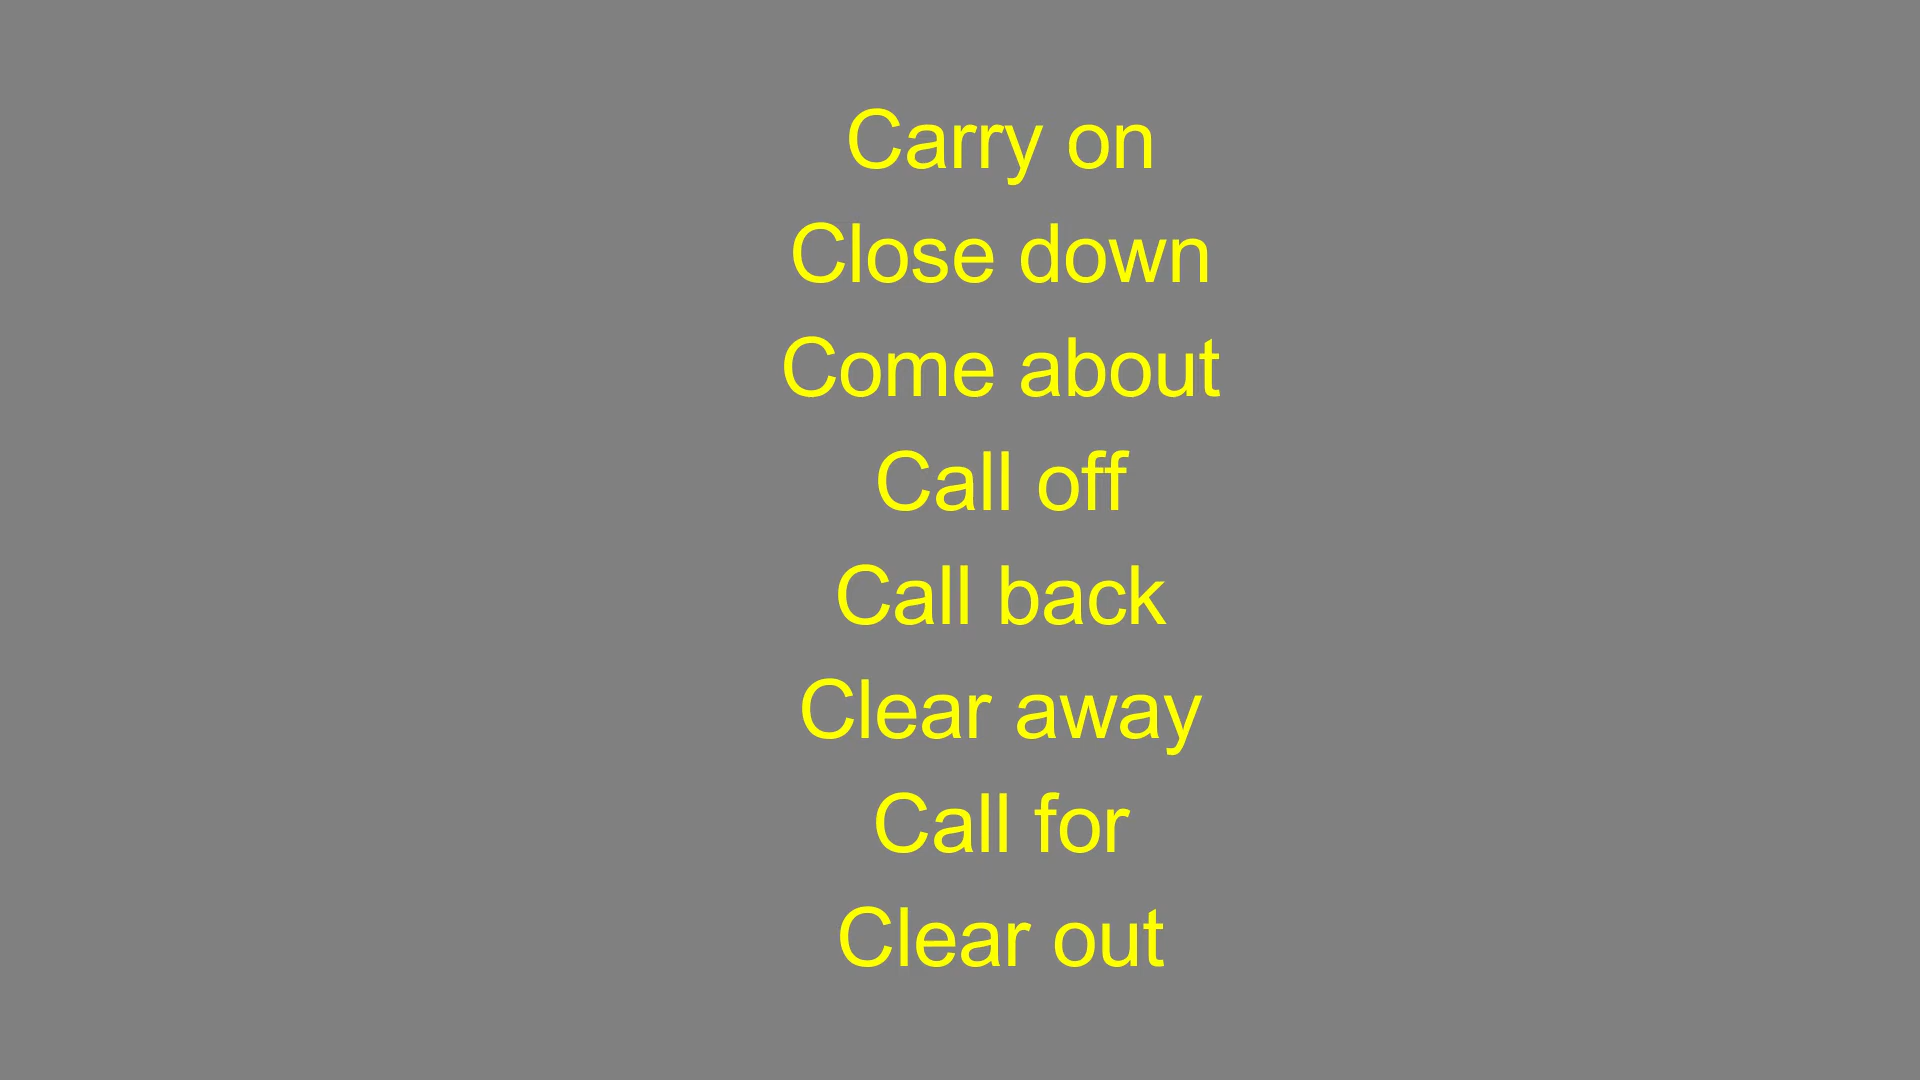 Carry on
Close down
Come about
Call off
Call back
Clear away
Call for
Clear out